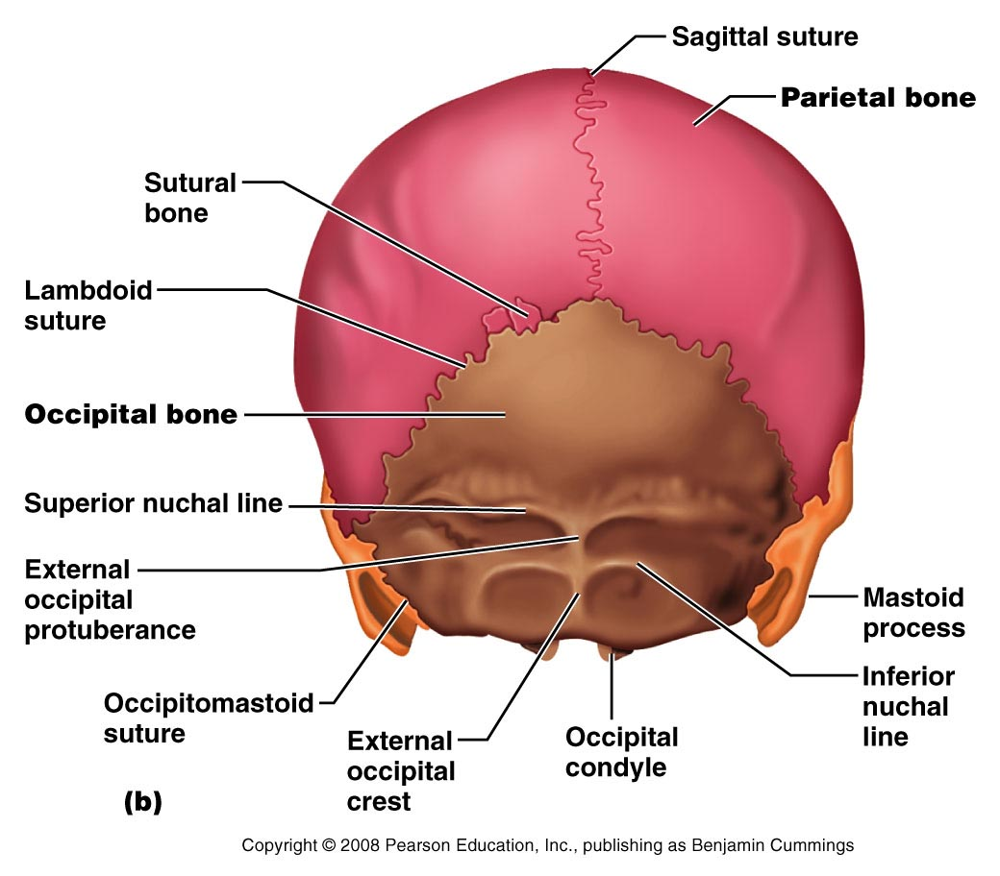 Sagittal suture
Parietal bone
Sutural
bone
Lambdoid
suture
Occipital bone
Superior nuchal line
External
occipital
protuberance
Mastoid
process
Inferior
nuchal
line
Occipitomastoid
suture
External
occipital
crest
Occipital
condyle
(b)
Copyright © 2008 Pearson Education, Inc., publishing as Benjamin Cummings